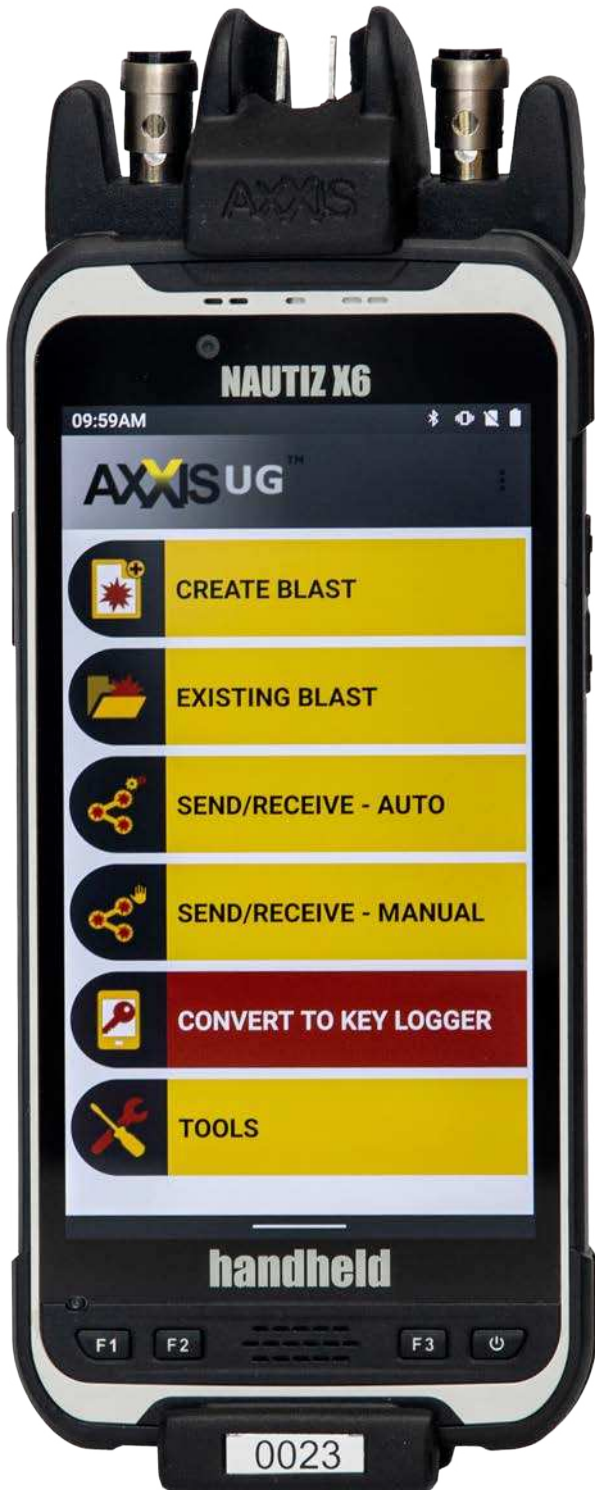 AXXIS
NAUTIZ X6
09:59AM
AXXIS UG™
CREATE BLAST
EXISTING BLAST
SEND/RECEIVE - AUTO
SEND/RECEIVE - MANUAL
CONVERT TO KEY LOGGER
TOOLS
handheld
F1 F2 F3
0023